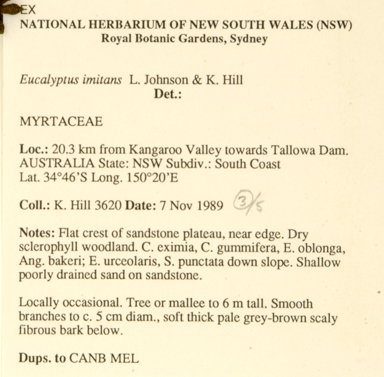 EX
NATIONAL HERBARIUM OF NEW SOUTH WALES (NSW)
Royal Botanic Gardens, Sydney
Eucalyptus imitans L. Johnson & K. Hill
Det.:
MYRTACEAE
Loc.: 20.3 km from Kangaroo Valley towards Tallowa Dam.
AUSTRALIA State: NSW Subdiv.: South Coast
Lat. 34°46'S Long. 150°20'E
Coll.: K. Hill 3620 Date: 7 Nov 1989 3/5
Notes: Flat crest of sandstone plateau, near edge. Dry
sclerophyll woodland. C. eximia, C. gummifera, E. oblonga,
Ang. bakeri; E. urceolaris, S. punctata down slope. Shallow
poorly drained sand on sandstone.
Locally occasional. Tree or mallee to 6 m tall. Smooth
branches to c. 5 cm diam., soft thick pale grey-brown scaly
fibrous bark below.
Dups. to CANB MEL